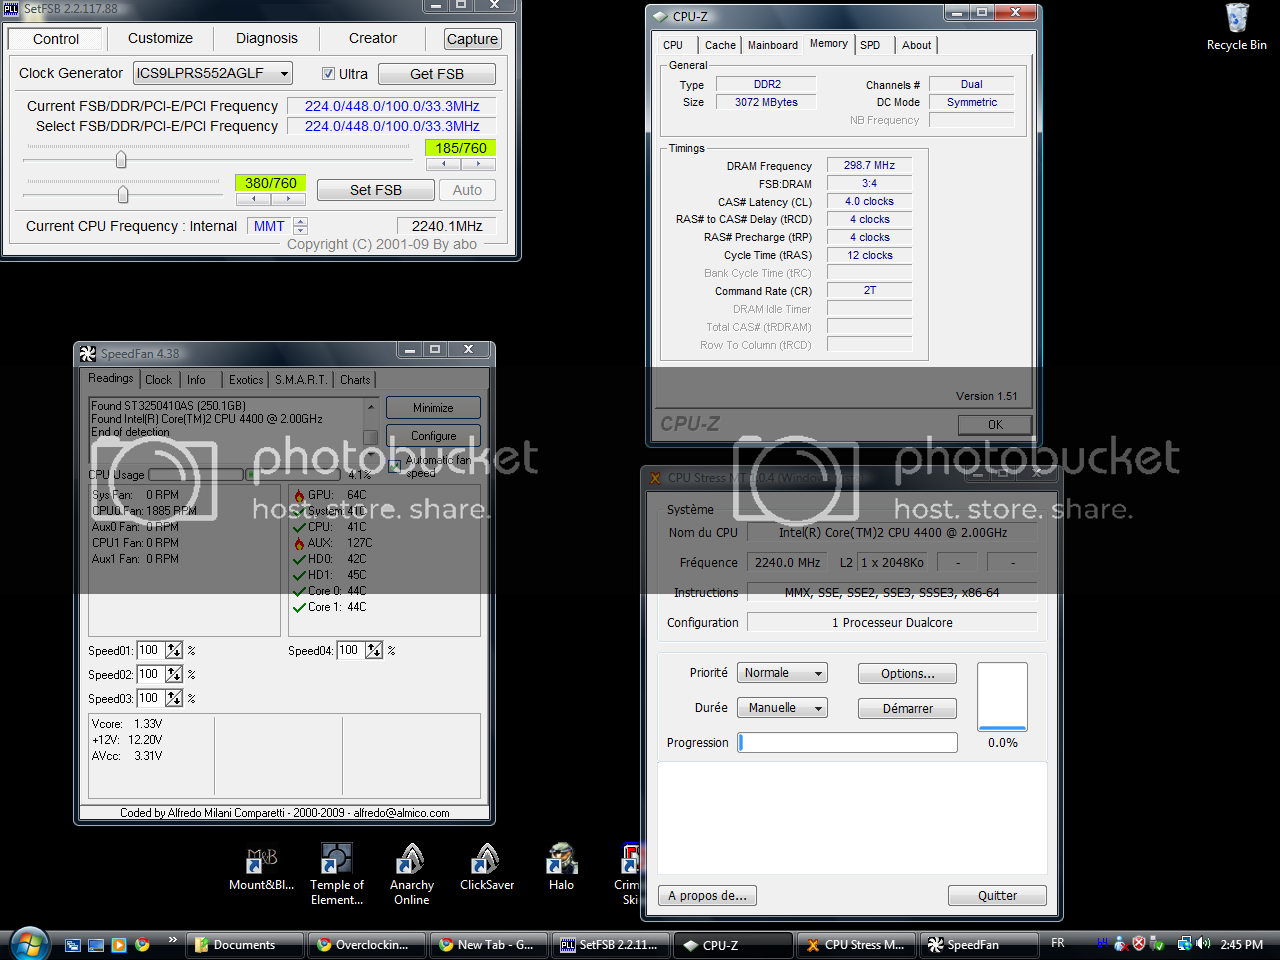 SetFSB 2.2.117.88
Control Customize Diagnosis Creator Capture
Clock Generator ICS9LPRS552AGLF Ultra Get FSB
Current FSB/DDR/PCI-E/PCI Frequency 224.0/448.0/100.0/33.3MHz
Select FSB/DDR/PCI-E/PCI Frequency 224.0/448.0/100.0/33.3MHz
185/760
380/760 Set FSB Auto
Current CPU Frequency : Internal MMT 2240.1MHz
Copyright (C) 2001-09 By abo
CPU-Z
CPU Cache Mainboard Memory SPD About
General
Type DDR2 Channels # Dual
Size 3072 MBytes DC Mode Symmetric
NB Frequency
Timings
DRAM Frequency 298.7 MHz
FSB:DRAM 3:4
CAS# Latency (CL) 4.0 clocks
RAS# to CAS# Delay (tRCD) 4 clocks
RAS# Precharge (tRP) 4 clocks
Cycle Time (tRAS) 12 clocks
Bank Cycle Time (tRC)
Command Rate (CR) 2T
DRAM Idle Timer
Total CAS# (tRDRAM)
Row To Column (tRCD)
Version 1.51
CPU-Z OK
Recycle Bin
SpeedFan 4.38
Readings Clock Info Exotics S.M.A.R.T. Charts
Found ST3250410AS (250.1GB)
Found Intel(R) Core(TM)2 CPU 4400 @ 2.00GHz
End of detection
Minimize
Configure
Automatic fan speed
CPU Usage 4.1%
Sys Fan: 0 RPM
CPU0 Fan: 1885 RPM
Aux0 Fan: 0 RPM
CPU1 Fan: 0 RPM
Aux1 Fan: 0 RPM
GPU: 64C
System: 41C
CPU: 41C
AUX: 127C
HD0: 42C
HD1: 45C
Core 0: 44C
Core 1: 44C
Speed01: 100 % Speed04: 100 %
Speed02: 100 %
Speed03: 100 %
Vcore: 1.33V
+12V: 12.20V
AVcc: 3.31V
Coded by Alfredo Milani Comparetti - 2000-2009 - alfredo@almico.com
photobucket
host. store. share.
photobucket
host. store. share.
CPU Stress MT
Système
Nom du CPU Intel(R) Core(TM)2 CPU 4400 @ 2.00GHz
Fréquence 2240.0 MHz L2 1 x 2048Ko - -
Instructions MMX, SSE, SSE2, SSE3, SSSE3, x86-64
Configuration 1 Processeur Dualcore
Priorité Normale Options...
Durée Manuelle Démarrer
Progression 0.0%
A propos de... Quitter
Mount&Bl...
Temple of Element...
Anarchy Online
ClickSaver
Halo
Documents Overclockin... New Tab - G... SetFSB 2.2.11... CPU-Z CPU Stress M... SpeedFan FR 2:45 PM